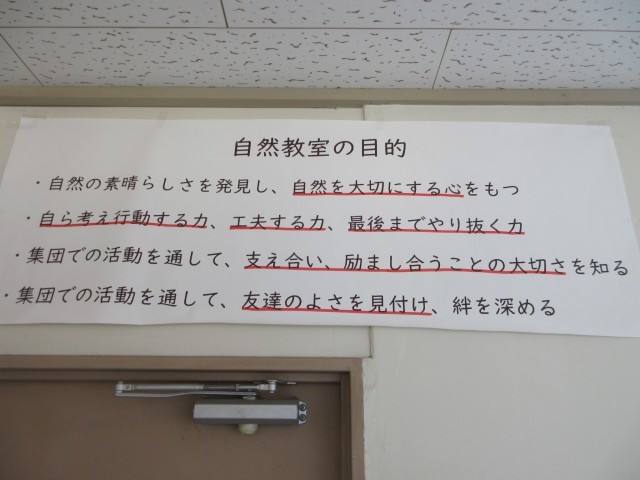 自然教室の目的
・自然の素晴らしさを発見し、自然を大切にする心をもつ
・自ら考え行動する力、工夫する力、最後までやり抜く力
・集団での活動を通して、支え合い、励まし合うことの大切さを知る
・集団での活動を通して、友達のよさを見付け、絆を深める